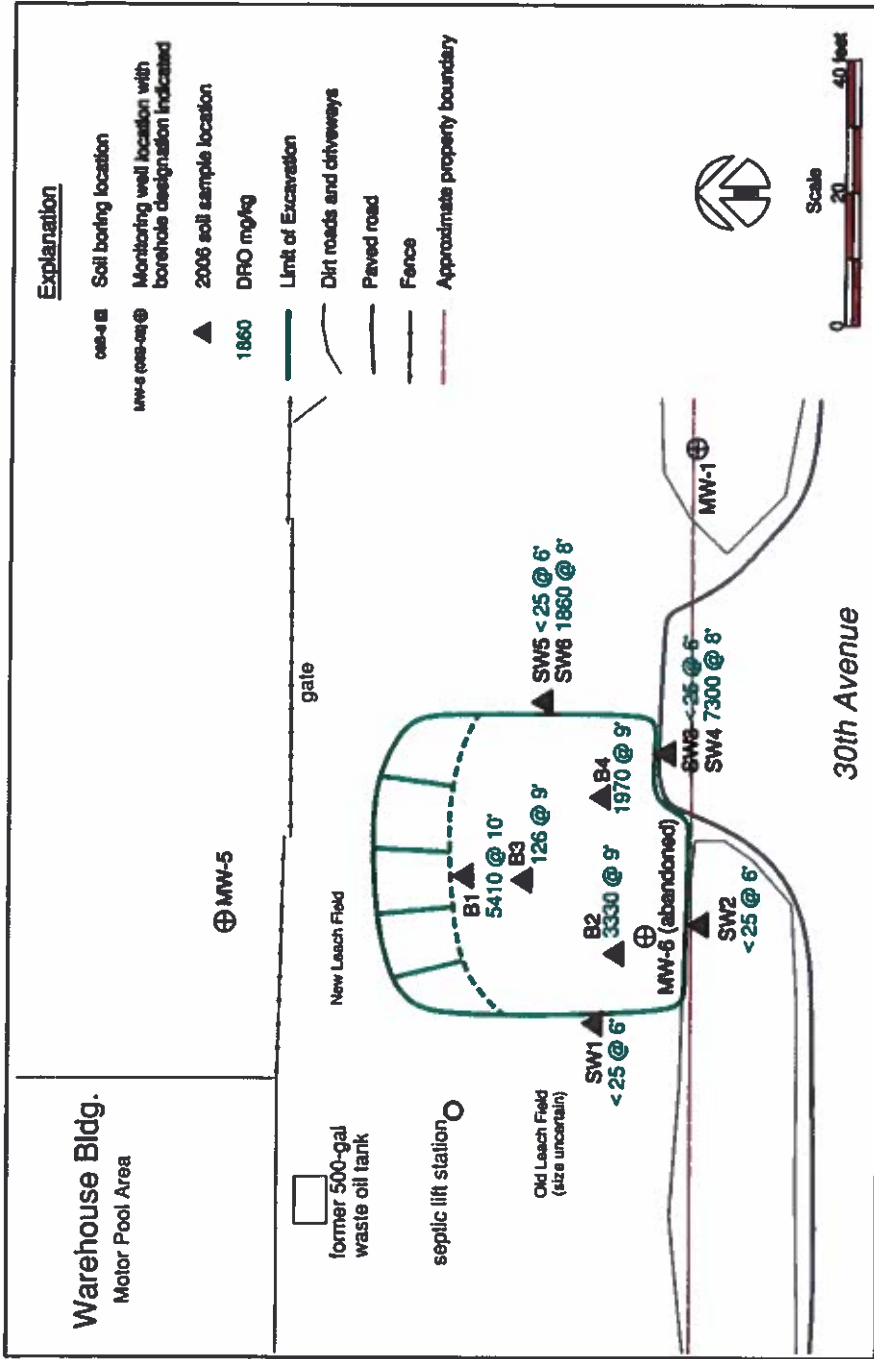 Warehouse Bldg.
Motor Pool Area
former 500-gal
waste oil tank
septic lift station
Old Leach Field
(size uncertain)
New Leach Field
MW-5
gate
B1
5410 @ 10'
B3
126 @ 9'
B2
3330 @ 9'
B4
1970 @ 9'
MW-6 (abandoned)
SW1
< 25 @ 6'
SW2
< 25 @ 6'
SW5 < 25 @ 6'
SW6 1860 @ 8'
SW3 < 25 @ 6'
SW4 7300 @ 8'
MW-1
30th Avenue
Explanation
Soil boring location
Monitoring well location with
borehole designation indicated
2006 soil sample location
1860 DRO mg/kg
Limit of Excavation
Dirt roads and driveways
Paved road
Fence
Approximate property boundary
Scale
0 20 40 feet